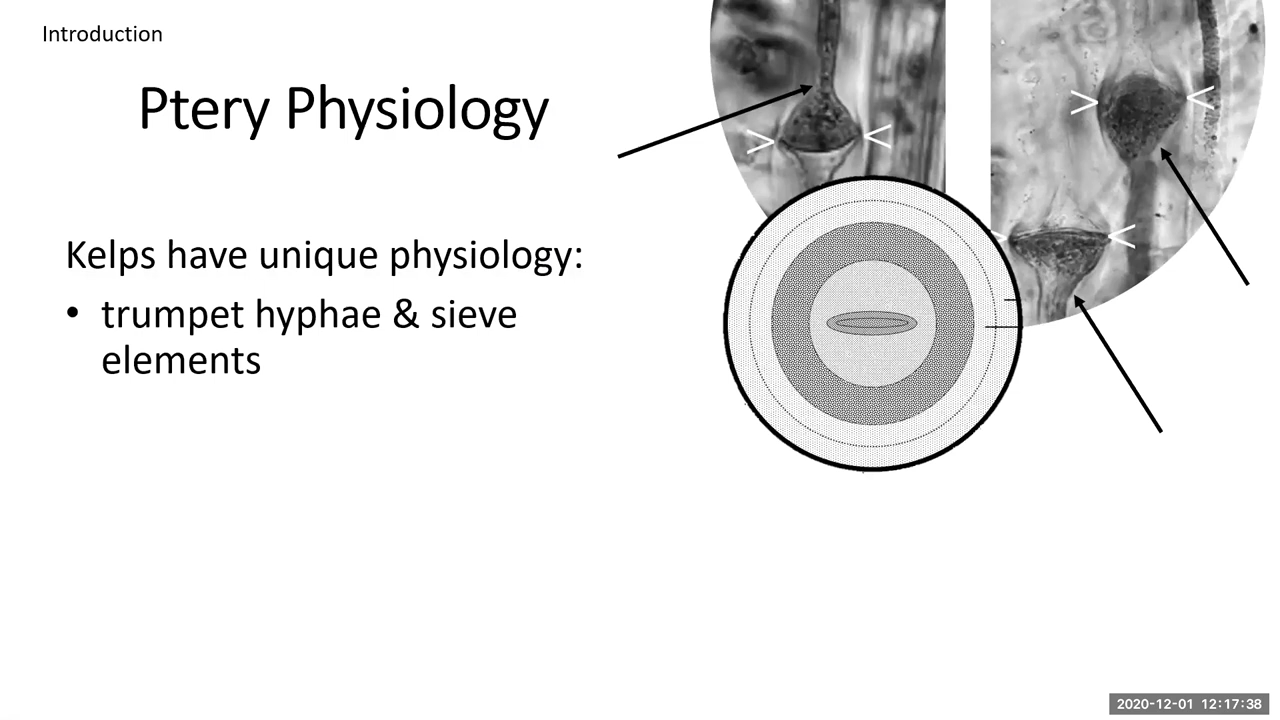 Introduction
Ptery Physiology
Kelps have unique physiology:
• trumpet hyphae & sieve
elements
2020-12-01 12:17:38